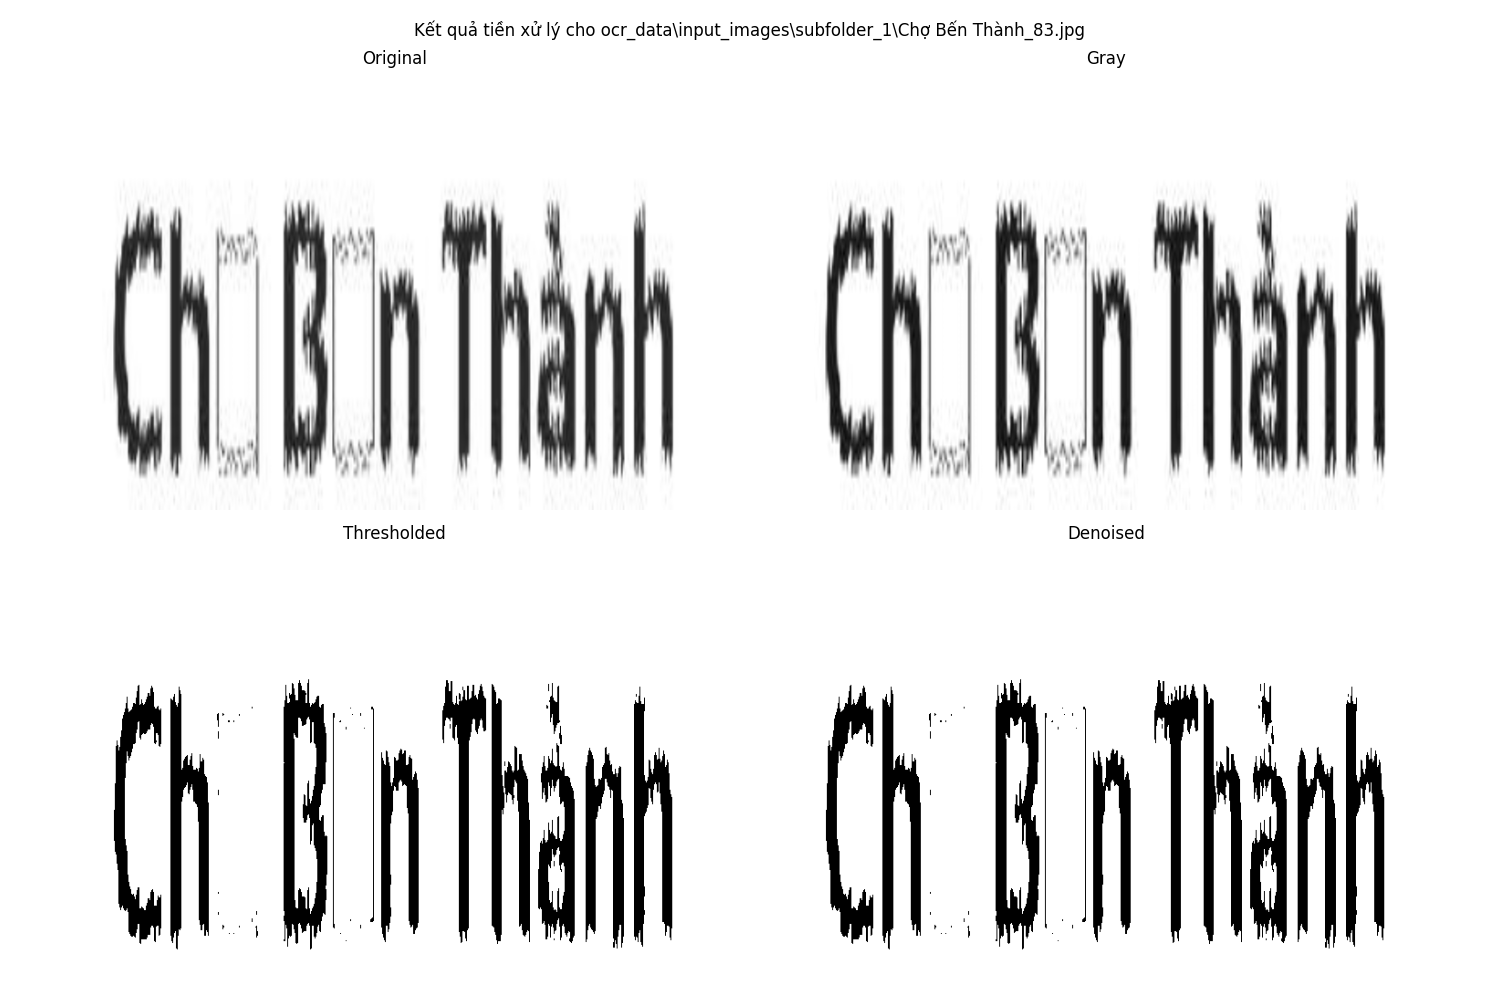 Kết quả tiền xử lý cho ocr_data\input_images\subfolder_1\Chợ Bến Thành_83.jpg
Original
Gray
Ch□ B□n Thành
Ch□ B□n Thành
Thresholded
Denoised
Ch□ B□n Thành
Ch□ B□n Thành